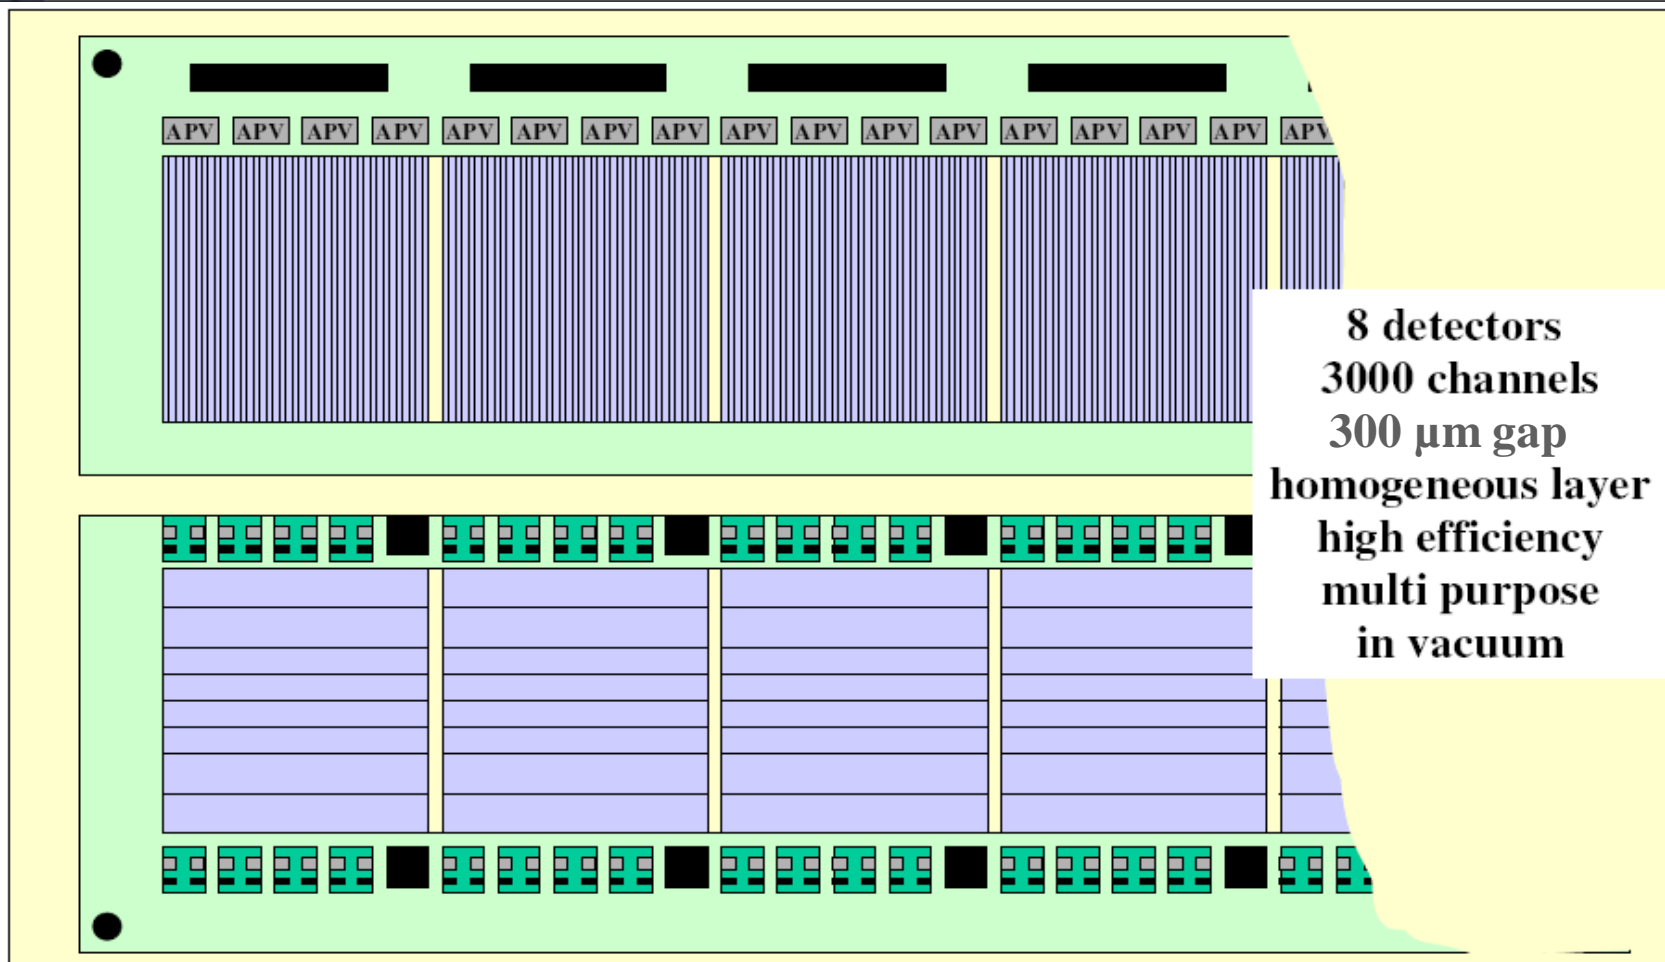 APV APV APV APV APV APV APV APV APV APV APV APV APV APV APV APV APV
8 detectors
3000 channels
300 µm gap
homogeneous layer
high efficiency
multi purpose
in vacuum